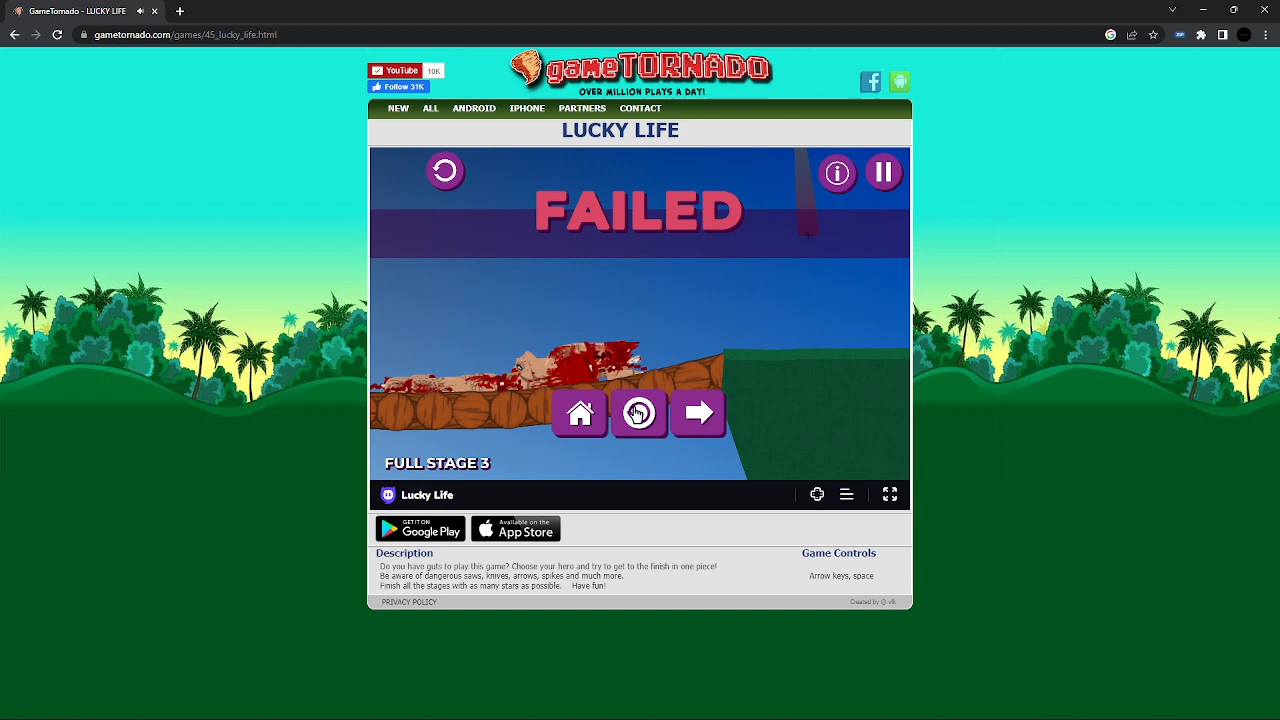 GameTornado - LUCKY LIFE
gametornado.com/games/45_lucky_life.html
YouTube 10K
Follow 31K
gameTORNADO
OVER MILLION PLAYS A DAY!
NEW ALL ANDROID IPHONE PARTNERS CONTACT
LUCKY LIFE
FAILED
FULL STAGE 3
Lucky Life
GET IT ON
Google Play
Available on the
App Store
Description
Do you have guts to play this game? Choose your hero and try to get to the finish in one piece!
Be aware of dangerous saws, knives, arrows, spikes and much more.
Finish all the stages with as many stars as possible. Have fun!
Game Controls
Arrow keys, space
PRIVACY POLICY
Created by © vlk